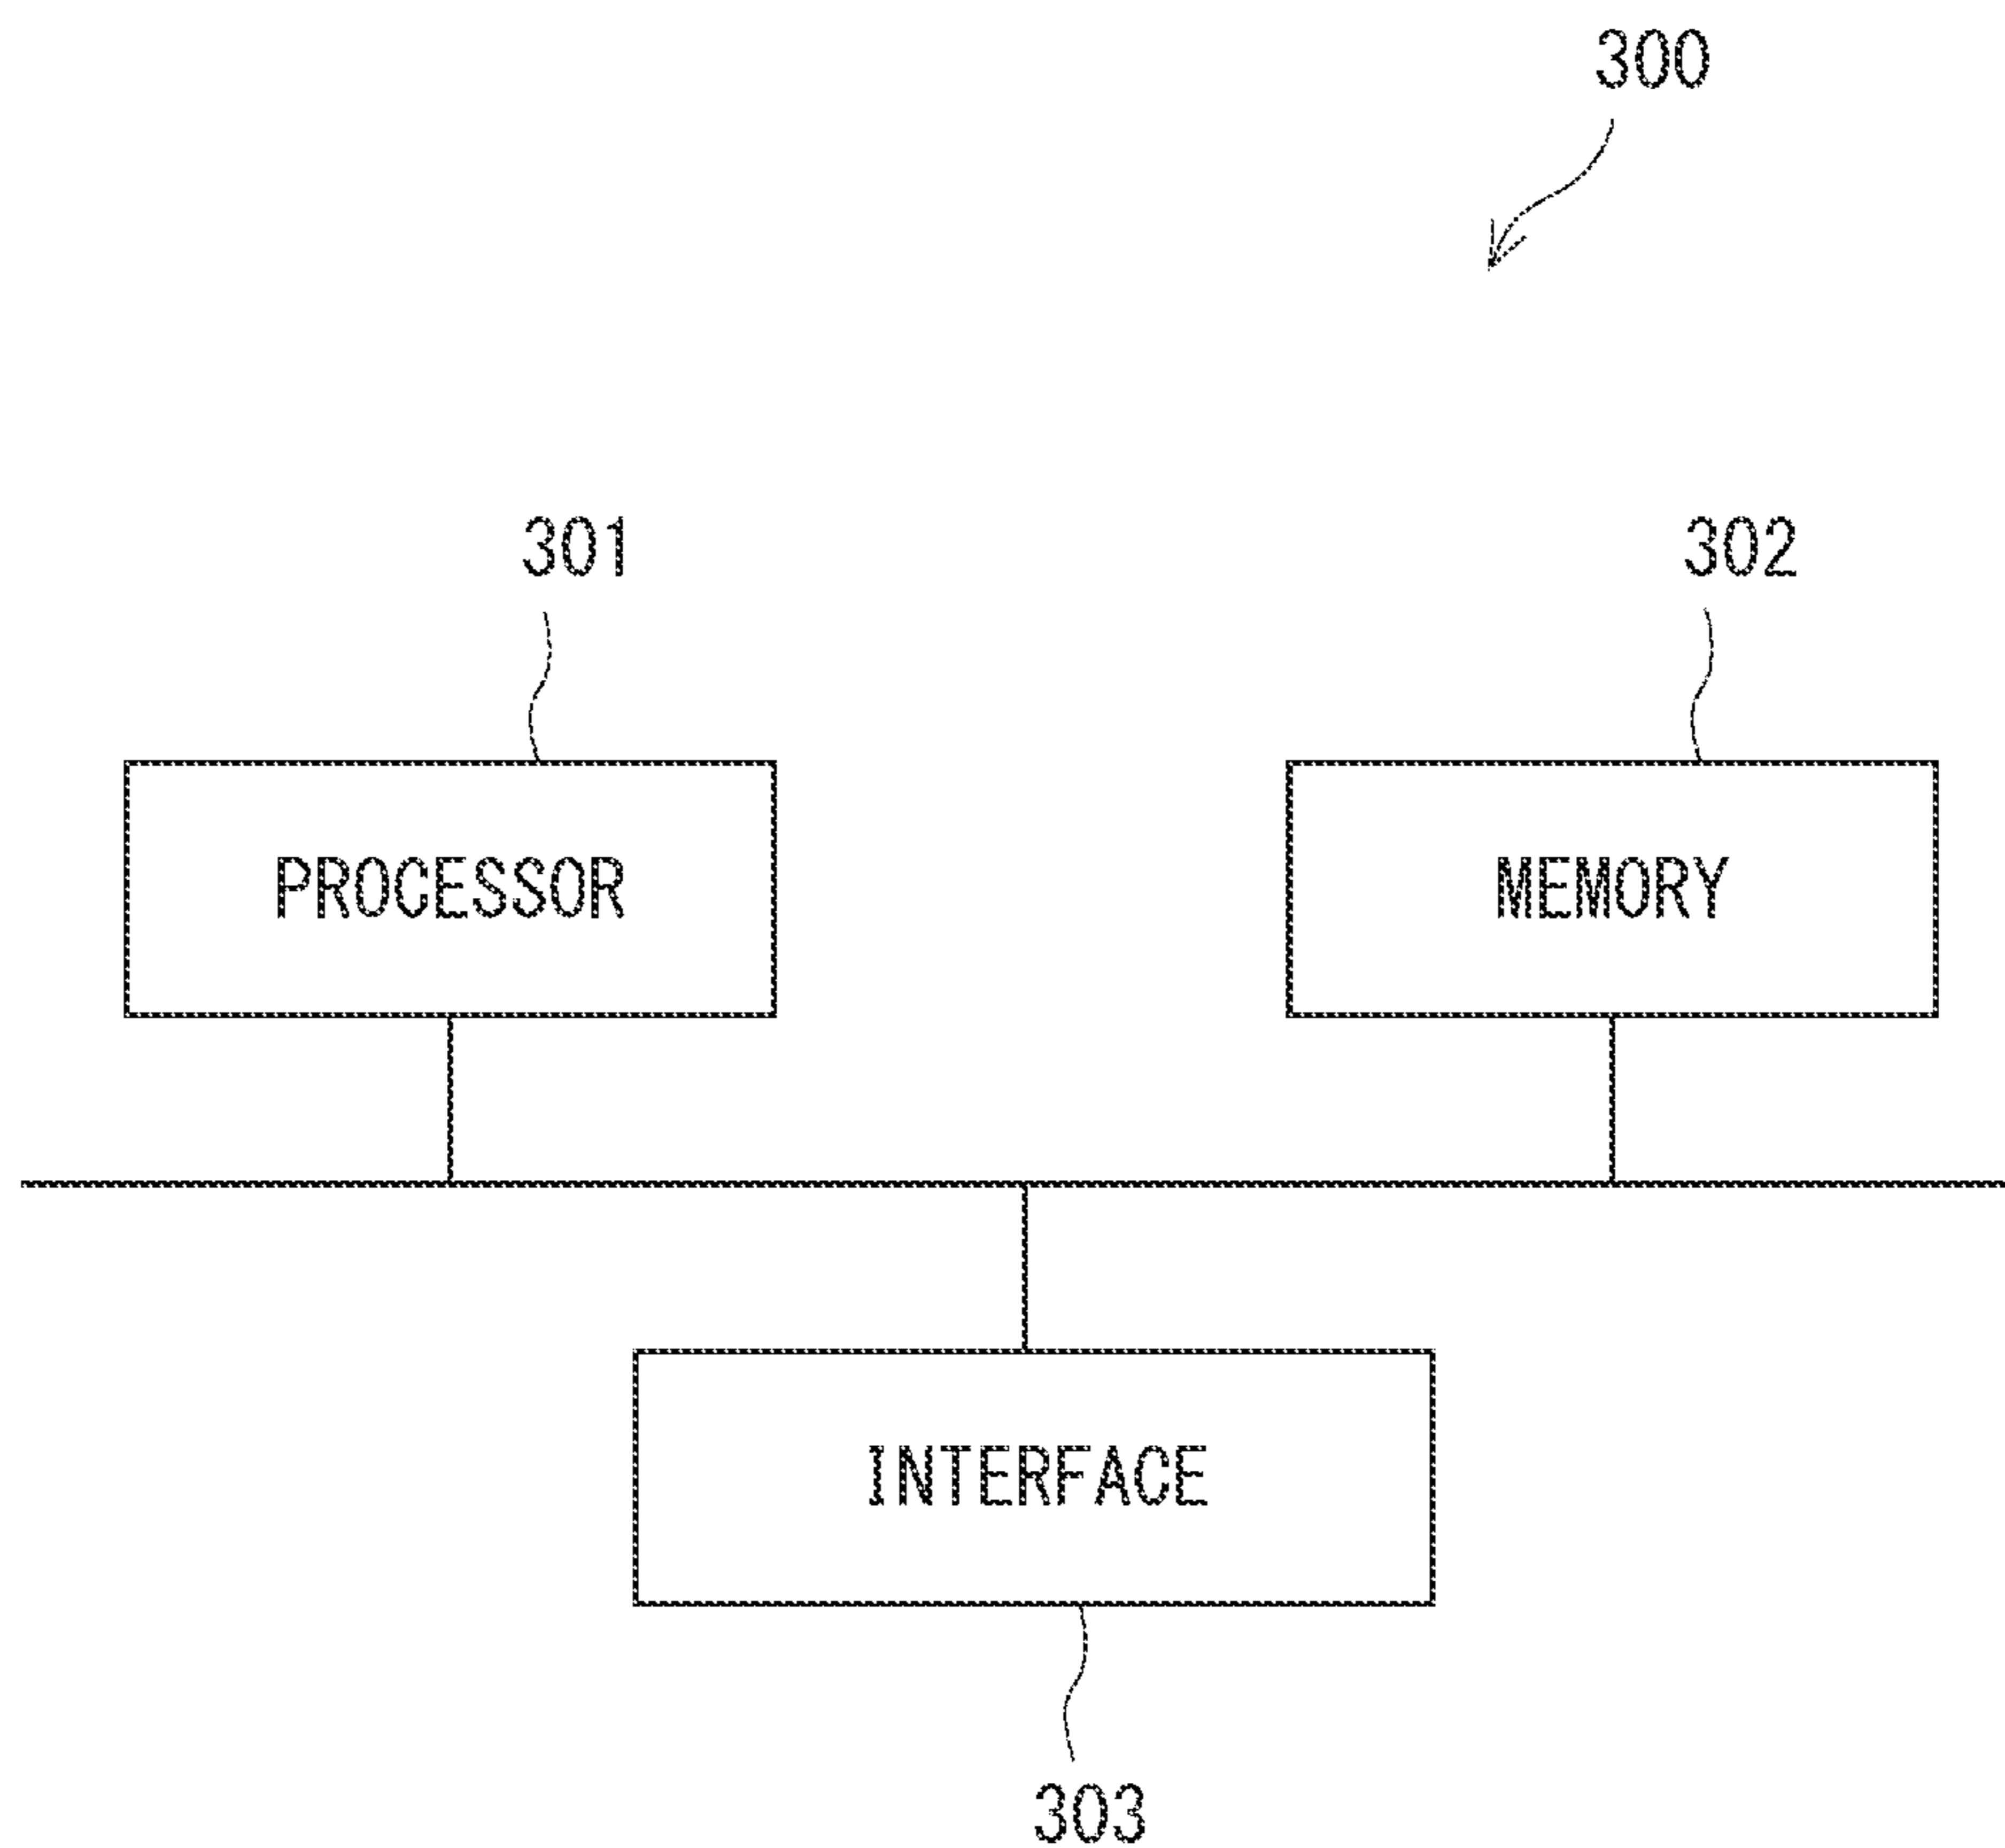 300
301
302
PROCESSOR
MEMORY
INTERFACE
303